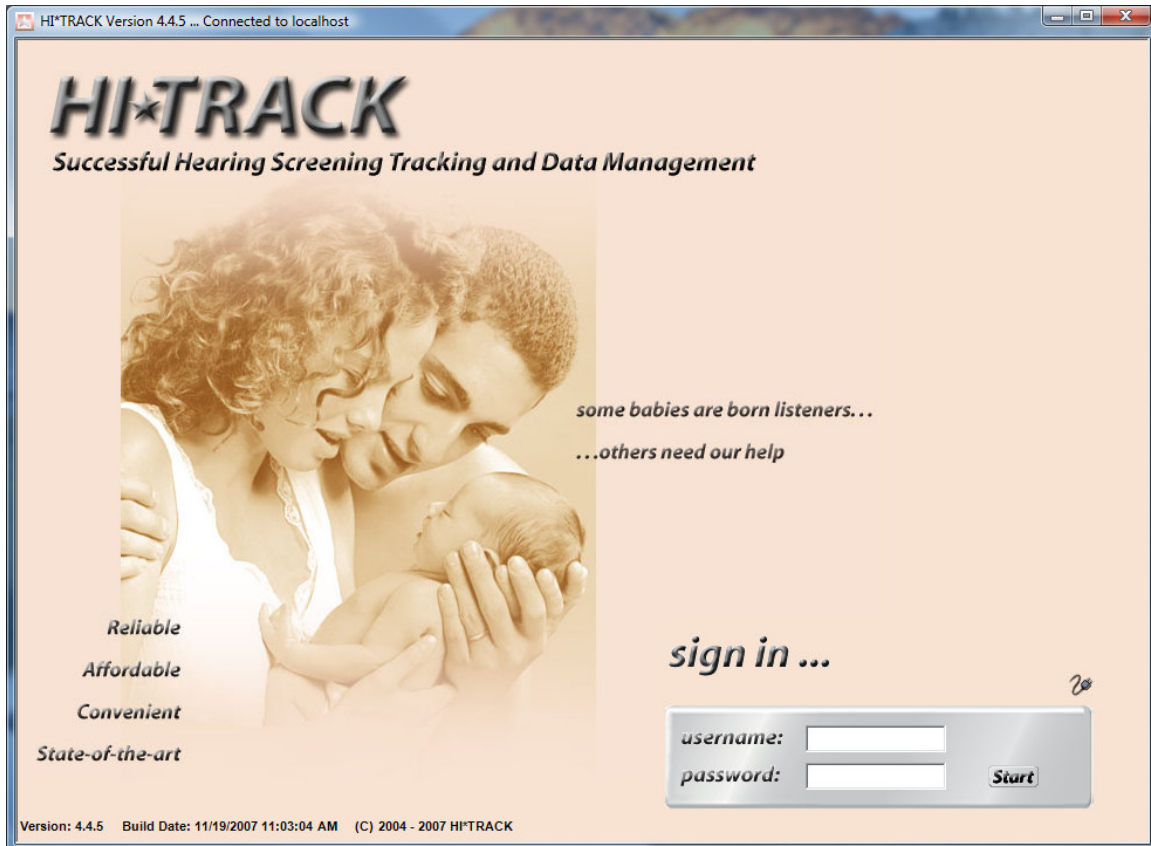 HI*TRACK Version 4.4.5 ... Connected to localhost
HI★TRACK
Successful Hearing Screening Tracking and Data Management
some babies are born listeners...
...others need our help
Reliable
Affordable
Convenient
State-of-the-art
sign in ...
username:
password:
Start
Version: 4.4.5 Build Date: 11/19/2007 11:03:04 AM (C) 2004 - 2007 HI*TRACK